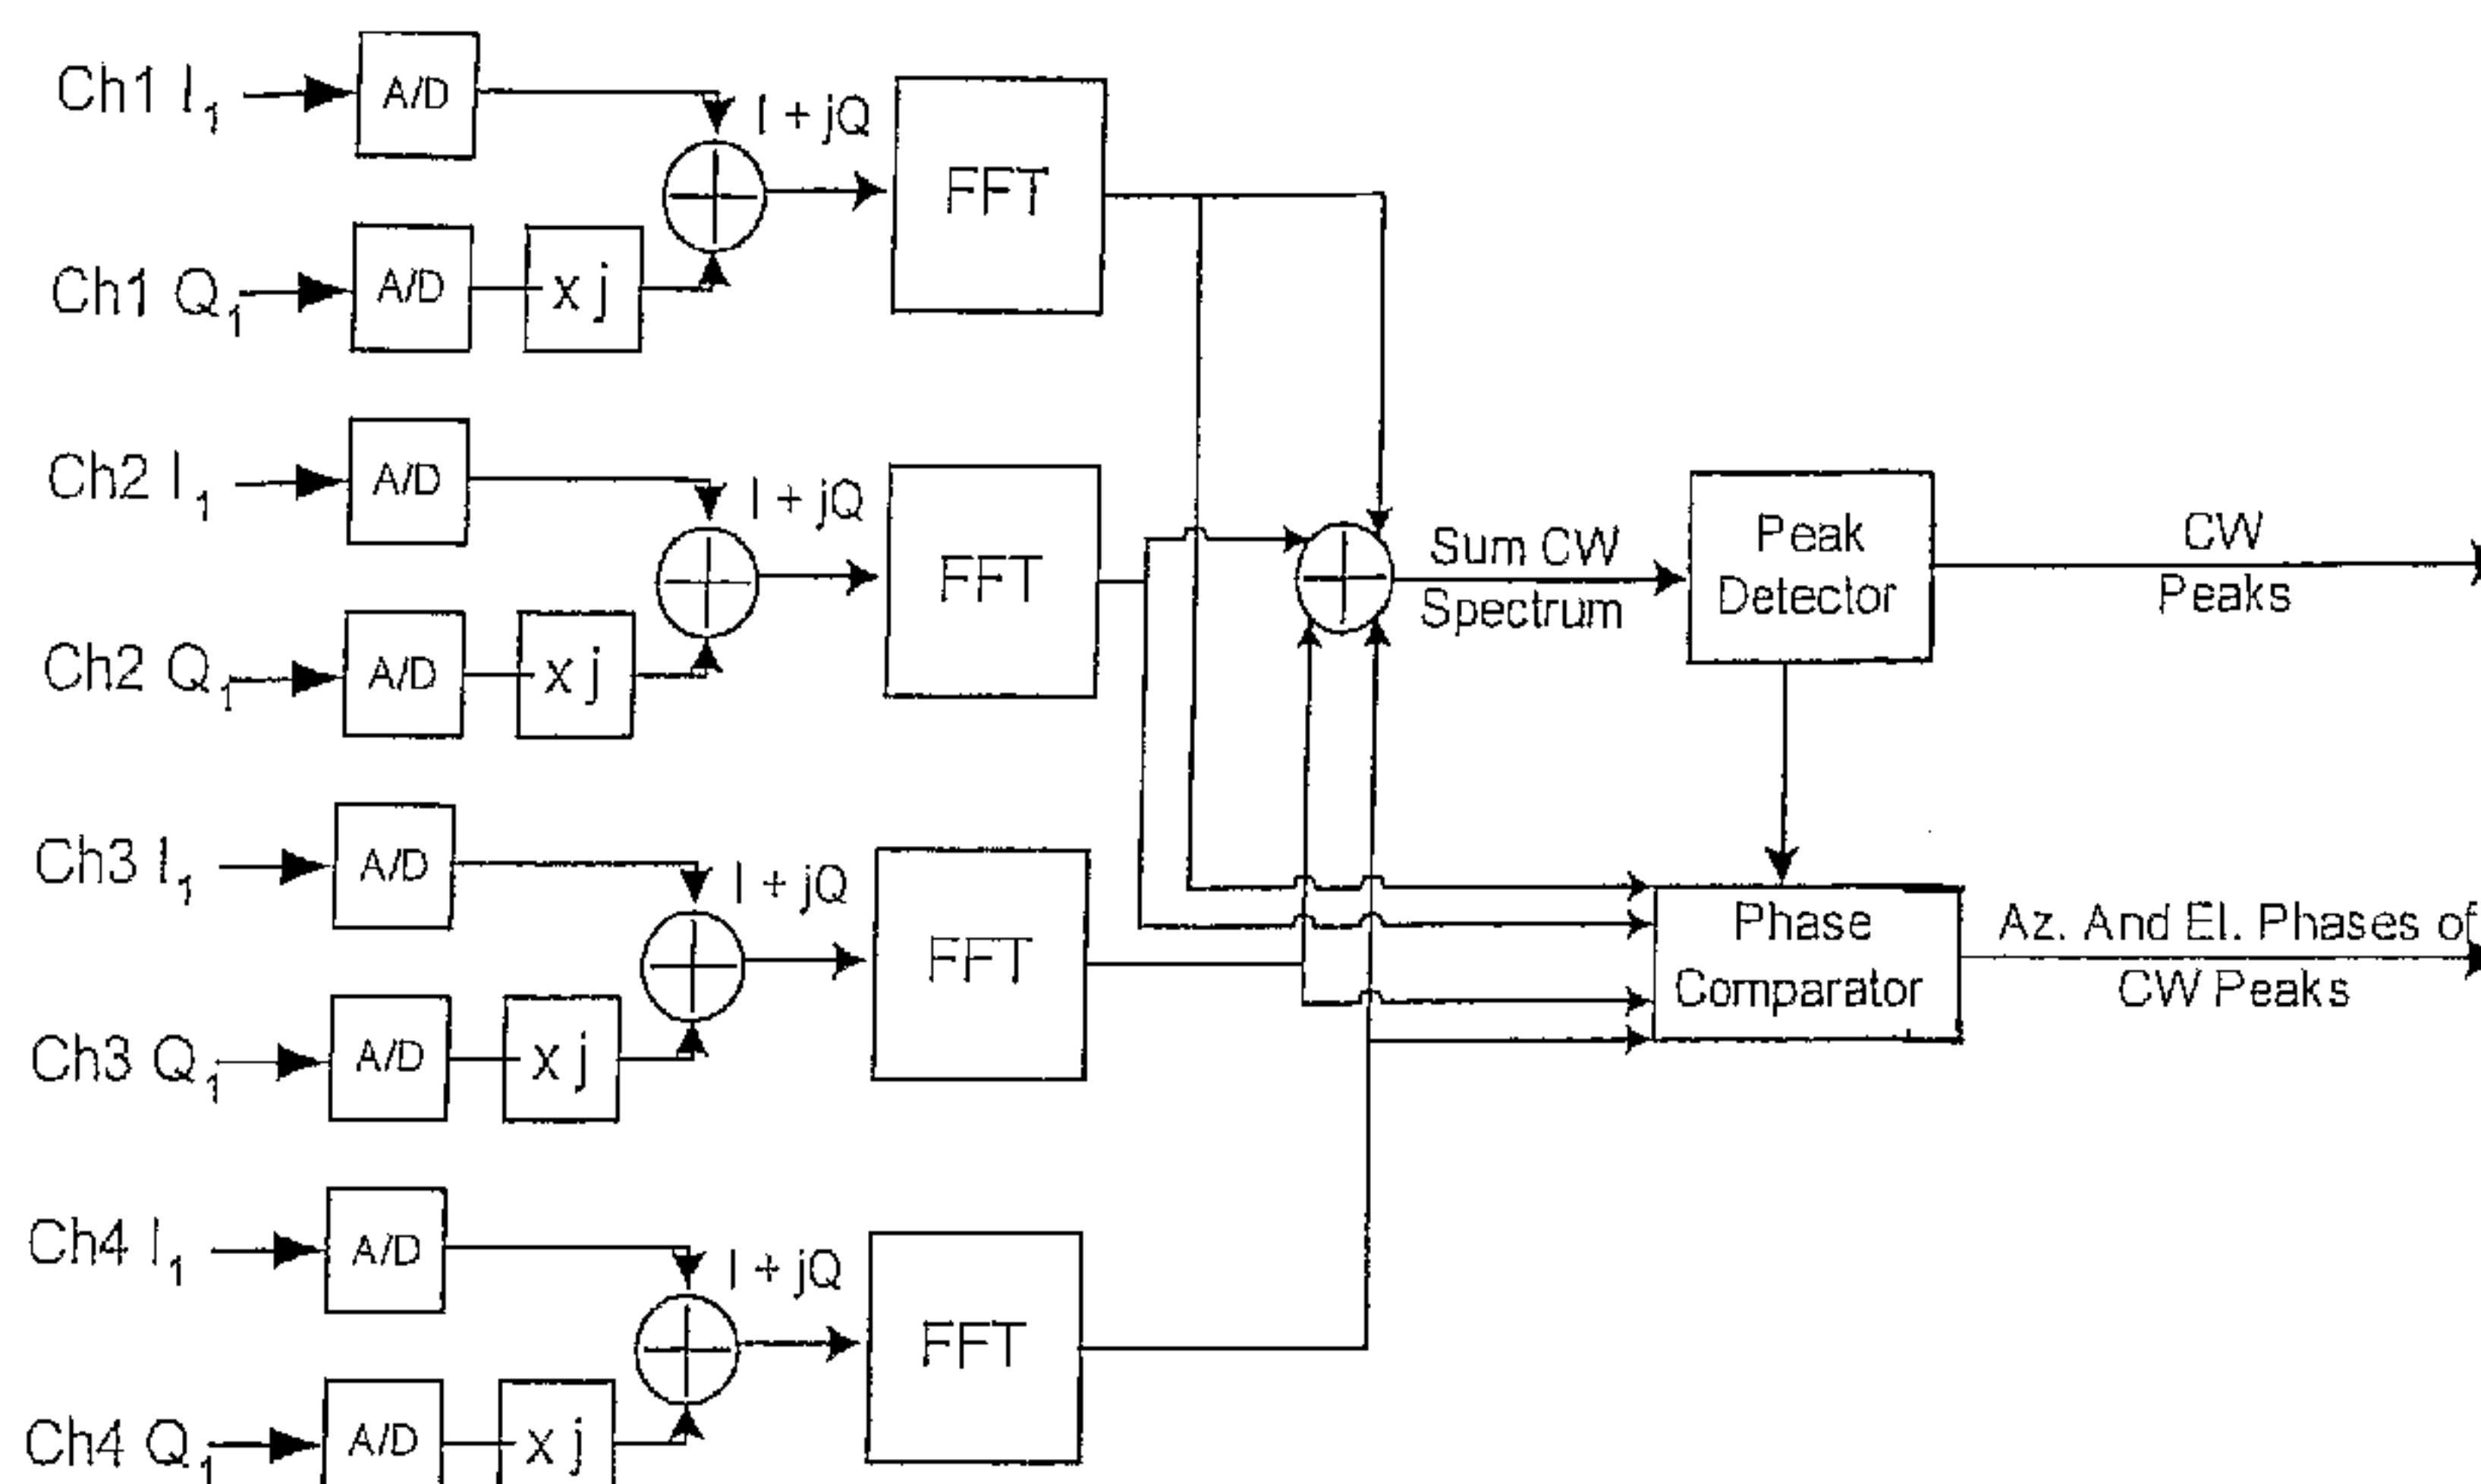 Ch1 I₁
A/D
I + jQ
FFT
Ch1 Q₁
A/D
x j
Ch2 I₁
A/D
I + jQ
FFT
Ch2 Q₁
A/D
x j
Sum CW
Spectrum
Peak
Detector
CW
Peaks
Ch3 I₁
A/D
I + jQ
FFT
Ch3 Q₁
A/D
x j
Phase
Comparator
Az. And El. Phases of
CW Peaks
Ch4 I₁
A/D
I + jQ
FFT
Ch4 Q₁
A/D
x j